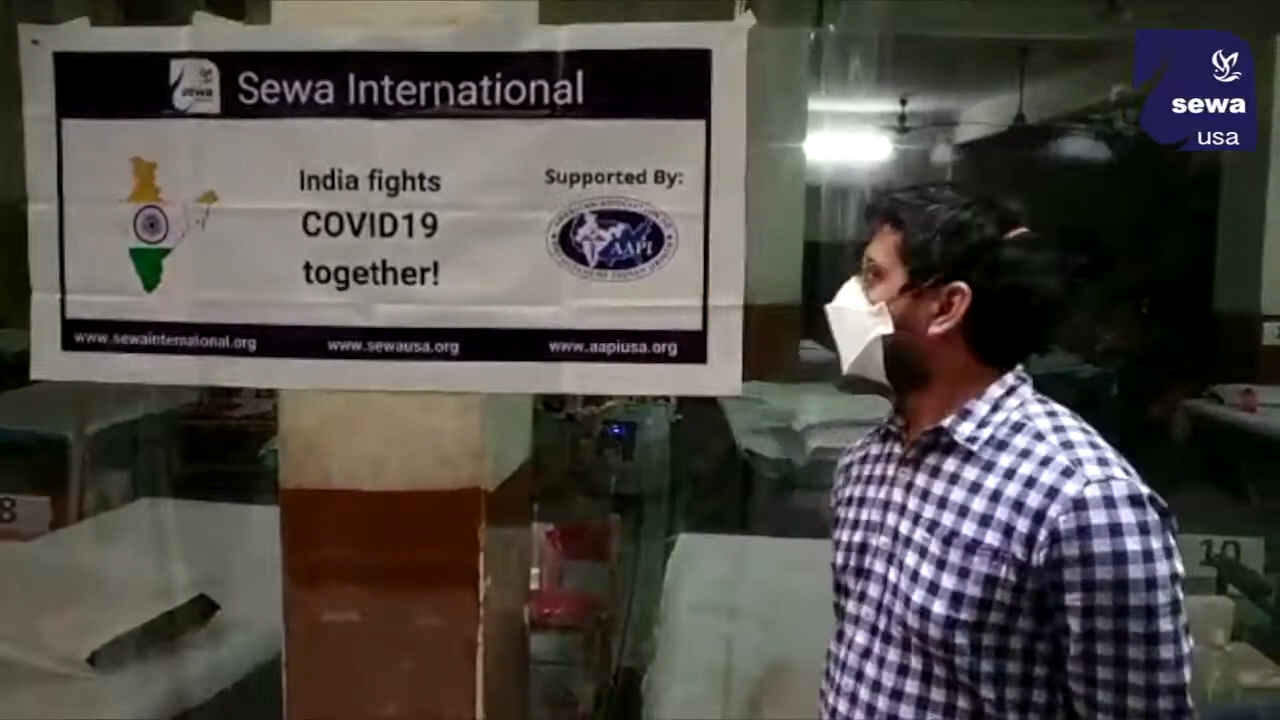 Sewa International
sewa
India fights
COVID19
together!
Supported By:
AAPI
www.sewainternational.org
www.sewausa.org
www.aapiusa.org
sewa
usa
8
10